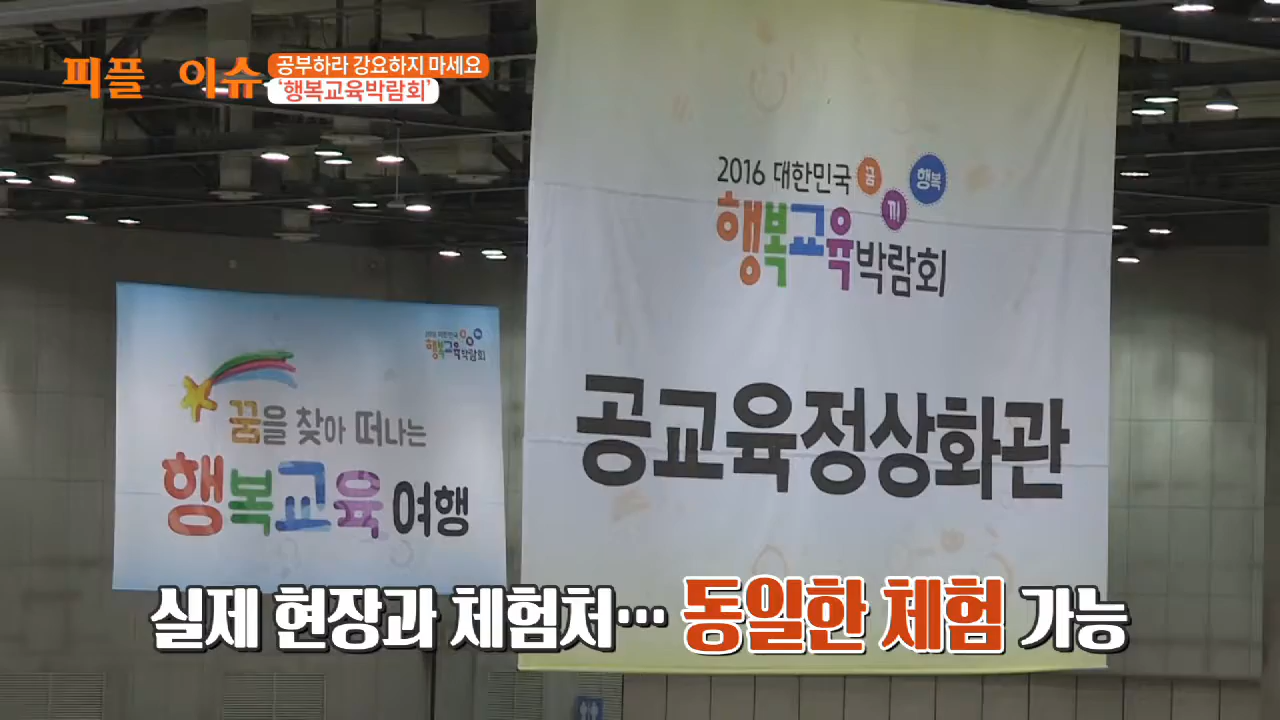 피플 이슈
공부하라 강요하지 마세요
‘행복교육박람회’
2016 대한민국 꿈 끼 행복
행복교육박람회
공교육정상화관
2016 대한민국
행복교육박람회
꿈을 찾아 떠나는
행복교육 여행
실제 현장과 체험처… 동일한 체험 가능